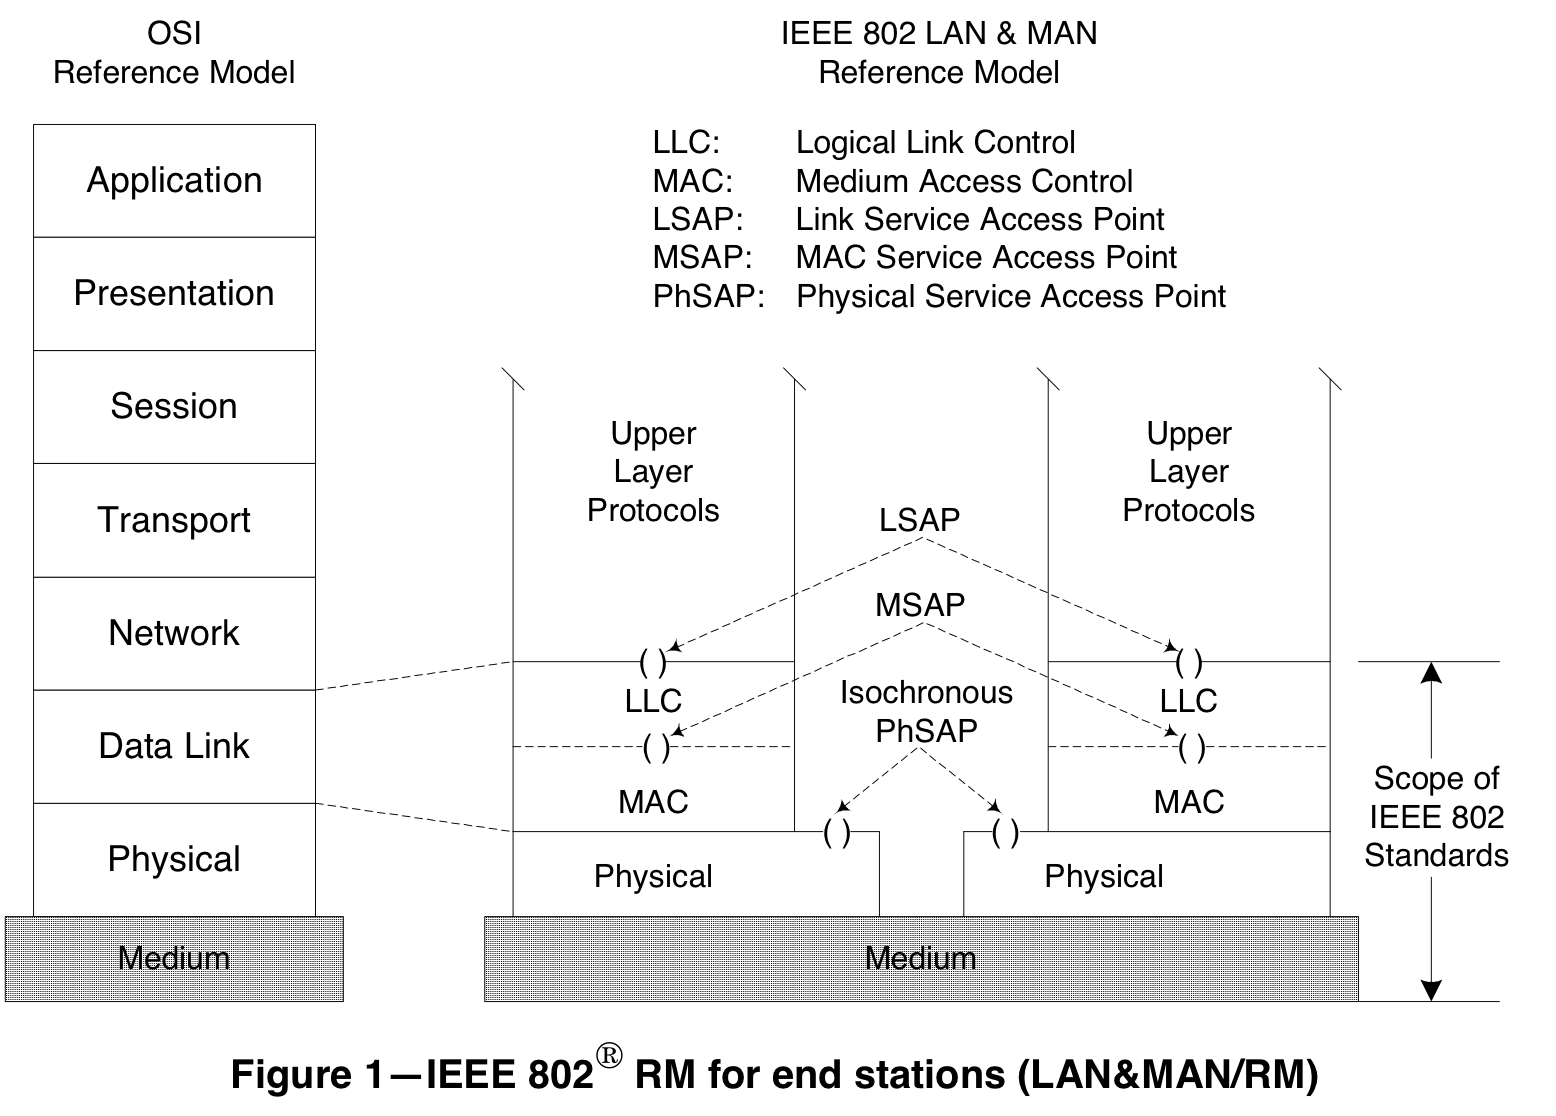 OSI
Reference Model
IEEE 802 LAN & MAN
Reference Model
LLC: Logical Link Control
MAC: Medium Access Control
LSAP: Link Service Access Point
MSAP: MAC Service Access Point
PhSAP: Physical Service Access Point
Application
Presentation
Session
Transport
Network
Data Link
Physical
Medium
Upper
Layer
Protocols
LLC
( )
( )
MAC
Physical
LSAP
MSAP
Isochronous
PhSAP
( )
( )
Upper
Layer
Protocols
( )
LLC
( )
MAC
Physical
Medium
Scope of
IEEE 802
Standards
Figure 1—IEEE 802® RM for end stations (LAN&MAN/RM)